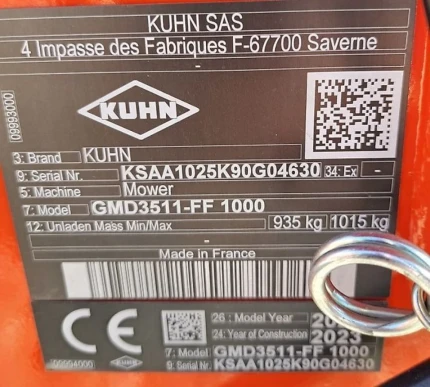 KUHN SAS
4 Impasse des Fabriques F-67700 Saverne
-
09993000
KUHN
3: Brand KUHN
9: Serial Nr. KSAA1025K90G04630 34: Ex -
5: Machine Mower
7: Model GMD3511-FF 1000
12: Unladen Mass Min/Max 935 kg 1015 kg
-
Made in France
CE
26: Model Year
24: Year of Construction 2023
7: Model GMD3511-FF 1000
KUHN
9: Serial Nr. KSAA1025K90G04630